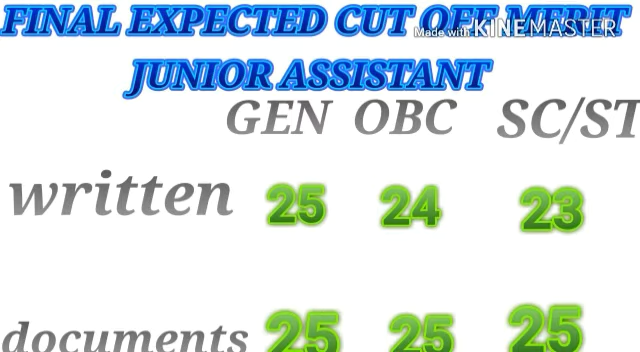 FINAL EXPECTED CUT OFF MERIT
Made with KINEMASTER
JUNIOR ASSISTANT
GEN OBC SC/ST
written 25 24 23
documents 25 25 25